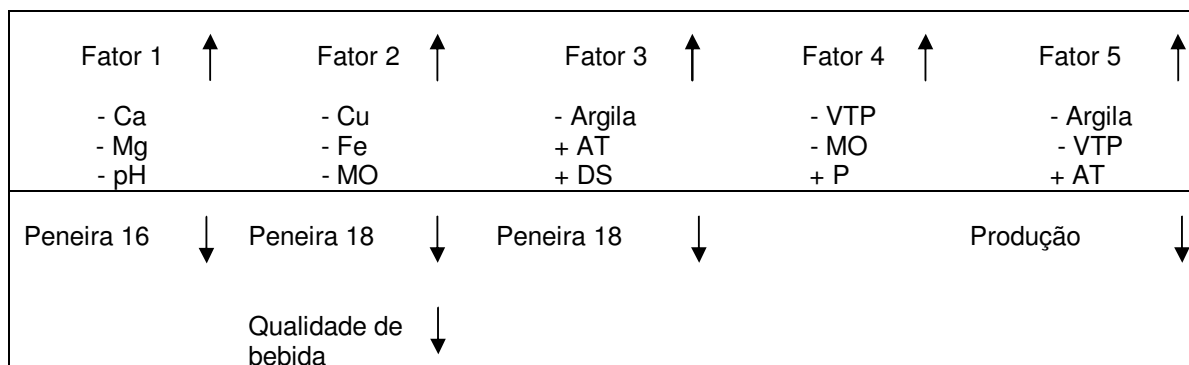 Fator 1 ↑ Fator 2 ↑ Fator 3 ↑ Fator 4 ↑ Fator 5 ↑
- Ca - Cu - Argila - VTP - Argila
- Mg - Fe + AT - MO - VTP
- pH - MO + DS + P + AT
Peneira 16 ↓ Peneira 18 ↓ Peneira 18 ↓ Produção ↓
Qualidade de ↓
bebida